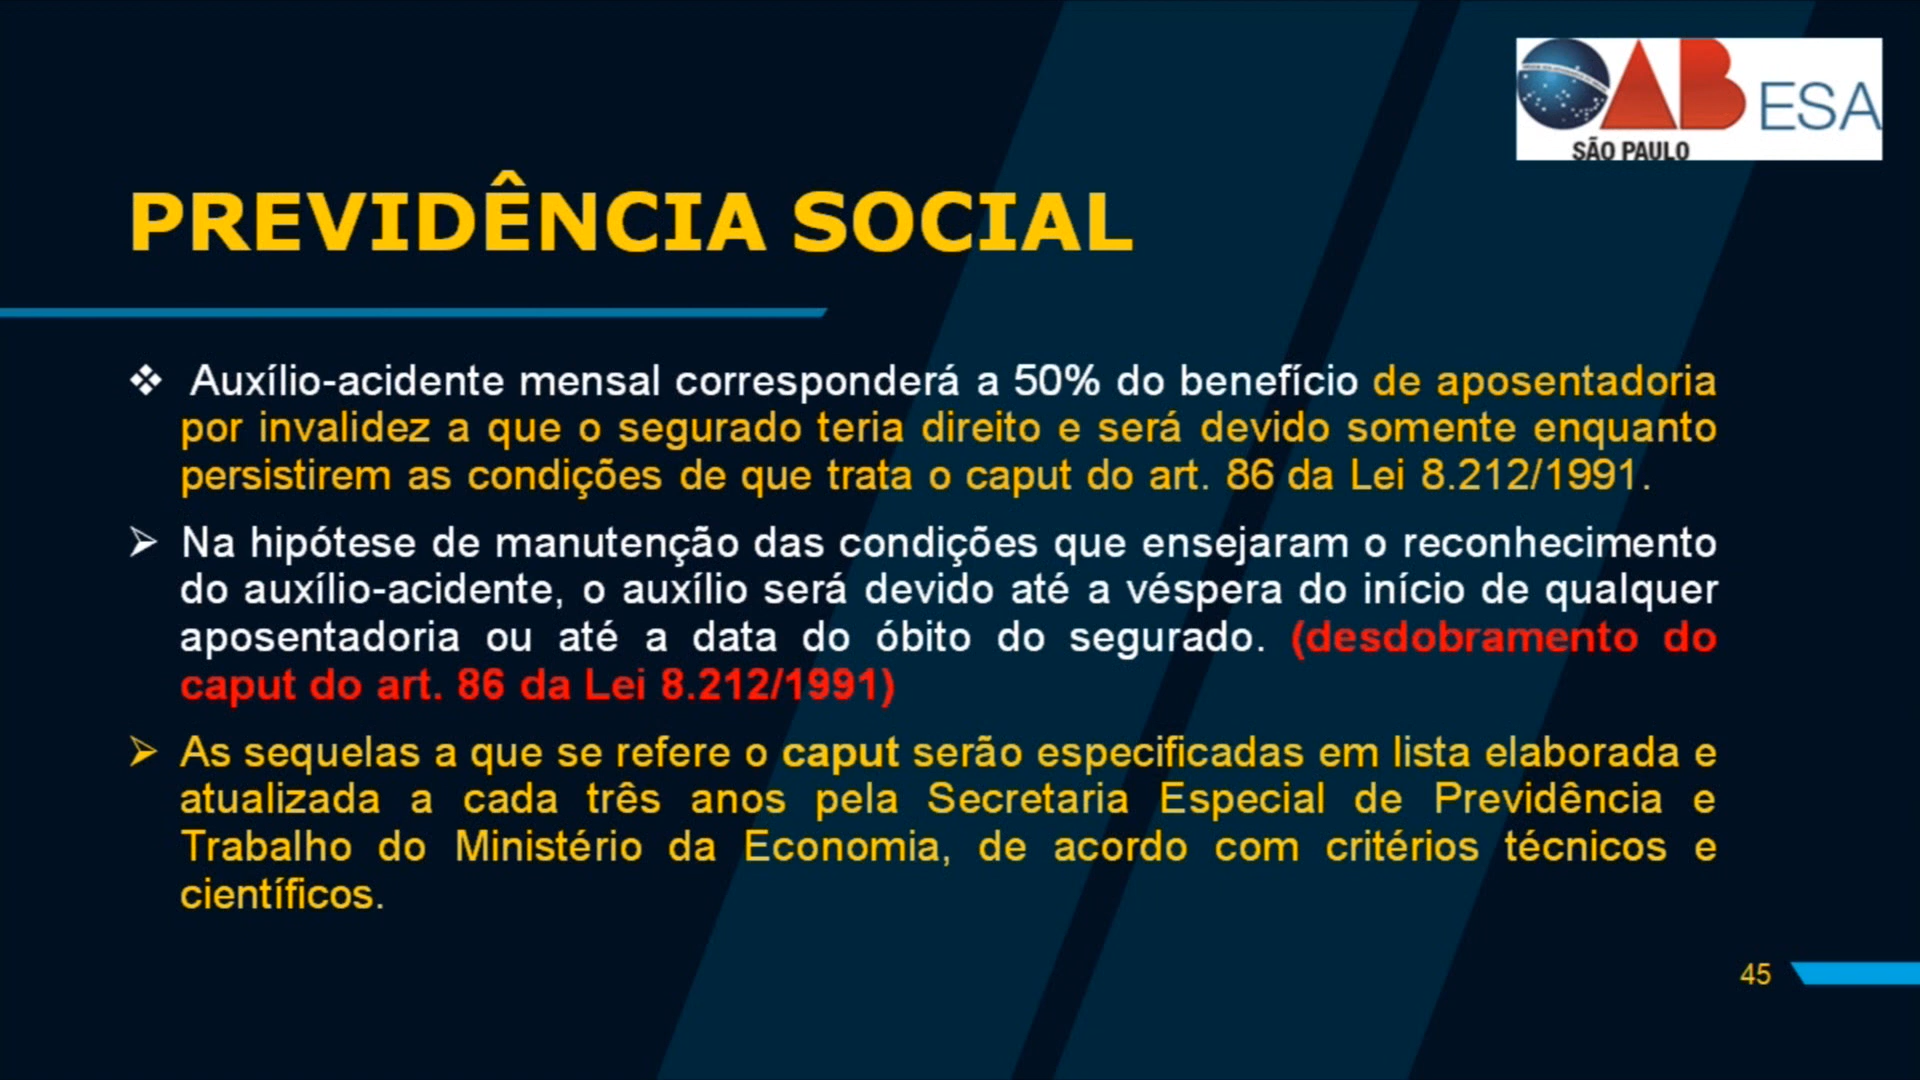 OAB ESA
SÃO PAULO
PREVIDÊNCIA SOCIAL
Auxílio-acidente mensal corresponderá a 50% do benefício de aposentadoria
por invalidez a que o segurado teria direito e será devido somente enquanto
persistirem as condições de que trata o caput do art. 86 da Lei 8.212/1991.
Na hipótese de manutenção das condições que ensejaram o reconhecimento
do auxílio-acidente, o auxílio será devido até a véspera do início de qualquer
aposentadoria ou até a data do óbito do segurado. (desdobramento do
caput do art. 86 da Lei 8.212/1991)
As sequelas a que se refere o caput serão especificadas em lista elaborada e
atualizada a cada três anos pela Secretaria Especial de Previdência e
Trabalho do Ministério da Economia, de acordo com critérios técnicos e
científicos.
45